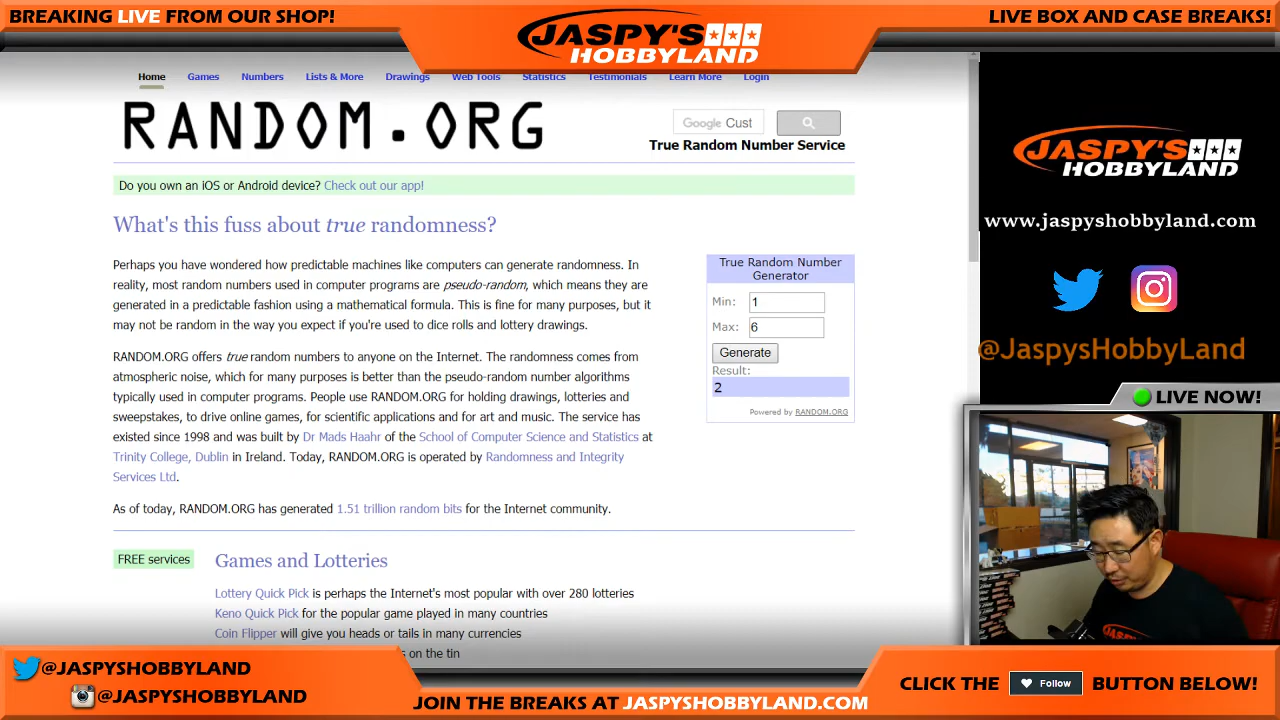 BREAKING LIVE FROM OUR SHOP!
JASPY'S
HOBBYLAND
LIVE BOX AND CASE BREAKS!
Home Games Numbers Lists & More Drawings Web Tools Statistics Testimonials Learn More Login
RANDOM.ORG
Google Cust
True Random Number Service
Do you own an iOS or Android device? Check out our app!
What's this fuss about true randomness?
Perhaps you have wondered how predictable machines like computers can generate randomness. In
reality, most random numbers used in computer programs are pseudo-random, which means they are
generated in a predictable fashion using a mathematical formula. This is fine for many purposes, but it
may not be random in the way you expect if you're used to dice rolls and lottery drawings.
RANDOM.ORG offers true random numbers to anyone on the Internet. The randomness comes from
atmospheric noise, which for many purposes is better than the pseudo-random number algorithms
typically used in computer programs. People use RANDOM.ORG for holding drawings, lotteries and
sweepstakes, to drive online games, for scientific applications and for art and music. The service has
existed since 1998 and was built by Dr Mads Haahr of the School of Computer Science and Statistics at
Trinity College, Dublin in Ireland. Today, RANDOM.ORG is operated by Randomness and Integrity
Services Ltd.
As of today, RANDOM.ORG has generated 1.51 trillion random bits for the Internet community.
True Random Number
Generator
Min: 1
Max: 6
Generate
Result:
2
Powered by RANDOM.ORG
FREE services
Games and Lotteries
Lottery Quick Pick is perhaps the Internet's most popular with over 280 lotteries
Keno Quick Pick for the popular game played in many countries
Coin Flipper will give you heads or tails in many currencies
on the tin
JASPY'S
HOBBYLAND
www.jaspyshobbyland.com
@JaspysHobbyLand
LIVE NOW!
@JASPYSHOBBYLAND
@JASPYSHOBBYLAND
JOIN THE BREAKS AT JASPYSHOBBYLAND.COM
CLICK THE Follow BUTTON BELOW!